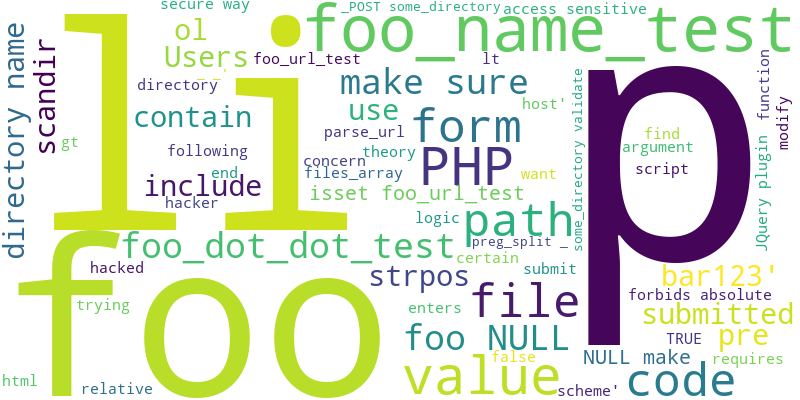 secure way
_POST some_directory
access sensitive
li
ol
foo_name_test
Users
foo_url_test
lt
directory name
scandir
directory
make sure
host'
p
some_directory validate
function
modify
contain
use
form
parse_url
find
argument
gt
following
concern
theory
PHP
script
end
files_array
want
include
isset foo_url_test
hacker
logic
path
JQuery plugin
foo
foo_dot_dot_test
preg_split _
certain
hacked
strpos
submit
bar123'
file
forbids absolute
trying
enters
submitted
foo NULL
TRUE
pre
false
NULL make
requires
html
relative
value
scheme'
code